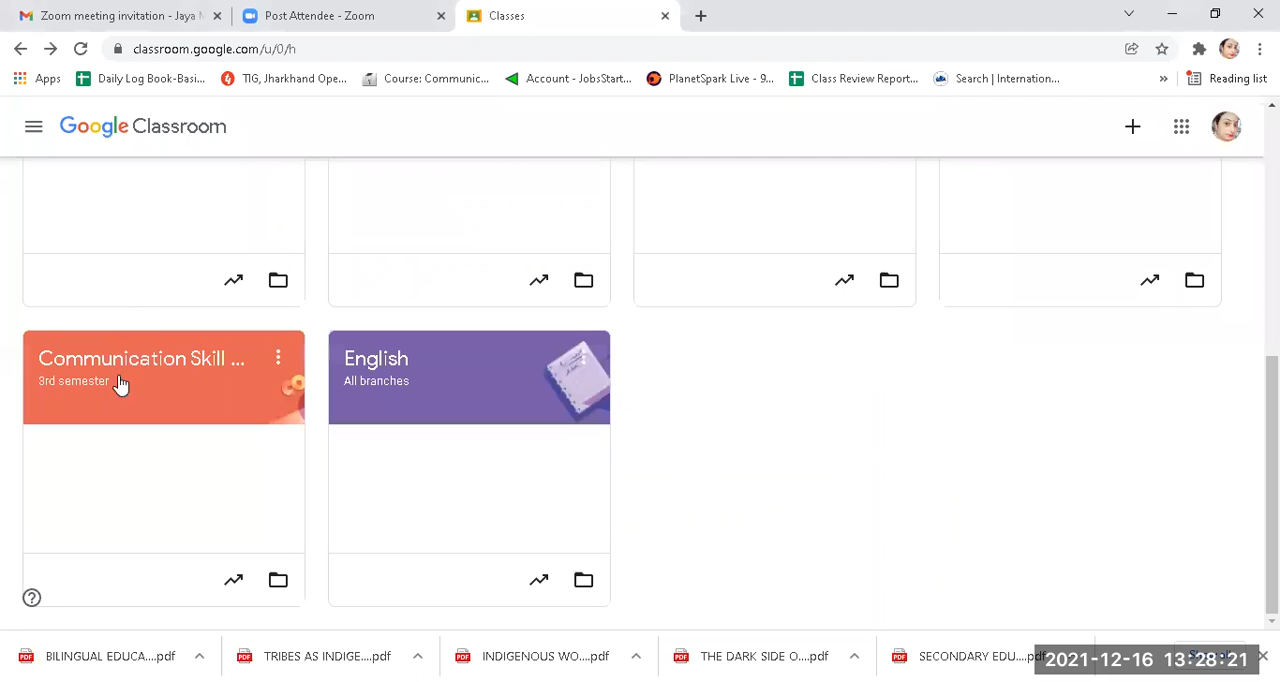 Zoom meeting invitation - Jaya M
Post Attendee - Zoom
Classes
classroom.google.com/u/0/h
Apps
Daily Log Book-Basi...
TIG, Jharkhand Ope...
Course: Communic...
Account - JobsStart...
PlanetSpark Live - 9...
Class Review Report...
Search | Internation...
»
Reading list
Google Classroom
Communication Skill ...
3rd semester
English
All branches
BILINGUAL EDUCA....pdf
TRIBES AS INDIGE....pdf
INDIGENOUS WO....pdf
THE DARK SIDE O....pdf
SECONDARY EDU....pdf
2021-12-16 13:28:21